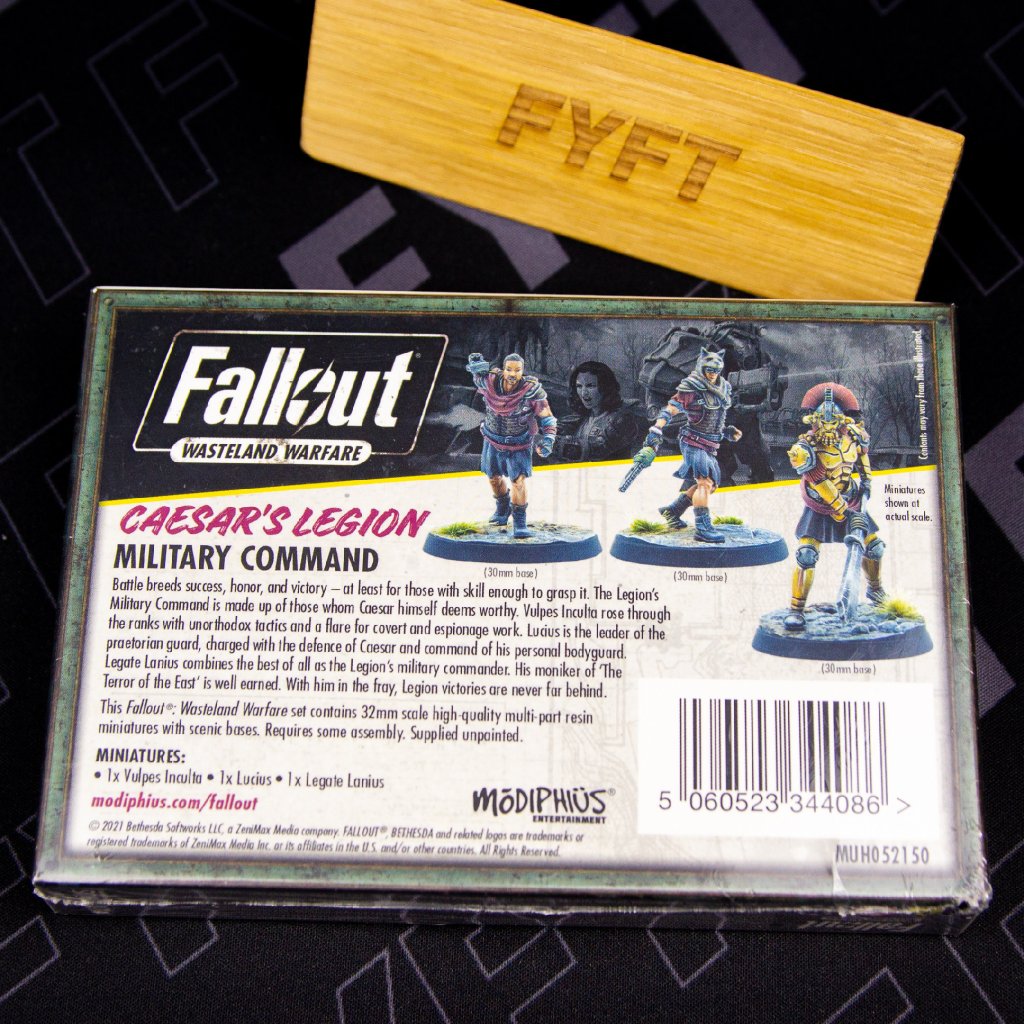 FYFT
Fallout®
WASTELAND WARFARE
Contents may vary from those illustrated.
Miniatures
shown at
actual scale.
CAESAR'S LEGION
MILITARY COMMAND
(30mm base)
(30mm base)
(30mm base)
Battle breeds success, honor, and victory – at least for those with skill enough to grasp it. The Legion's
Military Command is made up of those whom Caesar himself deems worthy. Vulpes Inculta rose through
the ranks with unorthodox tactics and a flare for covert and espionage work. Lucius is the leader of the
praetorian guard, charged with the defence of Caesar and command of his personal bodyguard.
Legate Lanius combines the best of all as the Legion's military commander. His moniker of 'The
Terror of the East' is well earned. With him in the fray, Legion victories are never far behind.
This Fallout®: Wasteland Warfare set contains 32mm scale high-quality multi-part resin
miniatures with scenic bases. Requires some assembly. Supplied unpainted.
MINIATURES:
• 1x Vulpes Inculta • 1x Lucius • 1x Legate Lanius
modiphius.com/fallout
MōDIPHIÜS®
ENTERTAINMENT
5 060523 344086 >
© 2021 Bethesda Softworks LLC, a ZeniMax Media company. FALLOUT®, BETHESDA and related logos are trademarks or
registered trademarks of ZeniMax Media Inc. or its affiliates in the U.S. and/or other countries. All Rights Reserved.
MUH052150